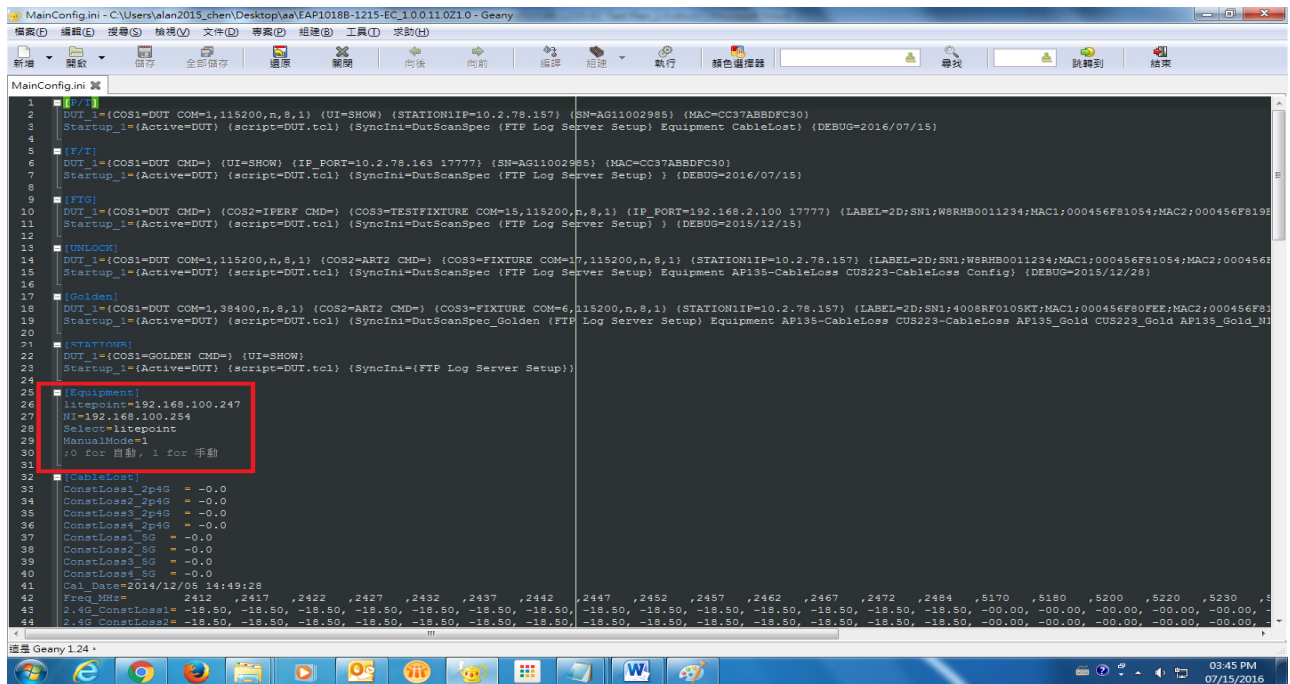 MainConfig.ini - C:\Users\alan2015_chen\Desktop\aa\EAP1018B-1215-EC_1.0.0.11.0Z1.0 - Geany
檔案(F) 編輯(E) 搜尋(S) 檢視(V) 文件(D) 專案(P) 組建(B) 工具(T) 求助(H)
新增 開啟 儲存 全部儲存 還原 關閉 向後 向前 編譯 組建 執行 顏色選擇器 尋找 跳轉到 結束
MainConfig.ini
1 [P/T]
2 DUT_1={COS1=DUT COM=1,115200,n,8,1} {UI=SHOW} {STATION1IP=10.2.78.157} {SN=AG11002985} {MAC=CC37ABBDFC30}
3 Startup_1={Active=DUT} {script=DUT.tcl} {SyncIni=DutScanSpec {FTP Log Server Setup} Equipment CableLost} {DEBUG=2016/07/15}
4
5 [F/T]
6 DUT_1={COS1=DUT CMD=} {UI=SHOW} {IP_PORT=10.2.78.163 17777} {SN=AG11002985} {MAC=CC37ABBDFC30}
7 Startup_1={Active=DUT} {script=DUT.tcl} {SyncIni=DutScanSpec {FTP Log Server Setup} } {DEBUG=2016/07/15}
8
9 [FTG]
10 DUT_1={COS1=DUT CMD=} {COS2=IPERF CMD=} {COS3=TESTFIXTURE COM=15,115200,n,8,1} {IP_PORT=192.168.2.100 17777} {LABEL=2D;SN1;W8RHB0011234;MAC1;000456F81054;MAC2;000456F819E
11 Startup_1={Active=DUT} {script=DUT.tcl} {SyncIni=DutScanSpec {FTP Log Server Setup} } {DEBUG=2015/12/15}
12
13 [UNLOCK]
14 DUT_1={COS1=DUT COM=1,115200,n,8,1} {COS2=ART2 CMD=} {COS3=FIXTURE COM=17,115200,n,8,1} {STATION1IP=10.2.78.157} {LABEL=2D;SN1;W8RHB0011234;MAC1;000456F81054;MAC2;000456F
15 Startup_1={Active=DUT} {script=DUT.tcl} {SyncIni=DutScanSpec {FTP Log Server Setup} Equipment AP135-CableLoss CUS223-CableLoss Config} {DEBUG=2015/12/28}
16
17 [Golden]
18 DUT_1={COS1=DUT COM=1,38400,n,8,1} {COS2=ART2 CMD=} {COS3=FIXTURE COM=6,115200,n,8,1} {STATION1IP=10.2.78.157} {LABEL=2D;SN1;4008RF0105KT;MAC1;000456F80FEE;MAC2;000456F81
19 Startup_1={Active=DUT} {script=DUT.tcl} {SyncIni=DutScanSpec_Golden {FTP Log Server Setup} Equipment AP135-CableLoss CUS223-CableLoss AP135_Gold CUS223_Gold AP135_Gold_NI
20
21 [STATIONB]
22 DUT_1={COS1=GOLDEN CMD=} {UI=SHOW}
23 Startup_1={Active=DUT} {script=DUT.tcl} {SyncIni={FTP Log Server Setup}}
24
25 [Equipment]
26 litepoint=192.168.100.247
27 NI=192.168.100.254
28 Select=litepoint
29 ManualMode=1
30 ;0 for 自動, 1 for 手動
31
32 [CableLost]
33 ConstLoss1_2p4G = -0.0
34 ConstLoss2_2p4G = -0.0
35 ConstLoss3_2p4G = -0.0
36 ConstLoss4_2p4G = -0.0
37 ConstLoss1_5G = -0.0
38 ConstLoss2_5G = -0.0
39 ConstLoss3_5G = -0.0
40 ConstLoss4_5G = -0.0
41 Cal_Date=2014/12/05 14:49:28
42 Freq_MHz= 2412 ,2417 ,2422 ,2427 ,2432 ,2437 ,2442 ,2447 ,2452 ,2457 ,2462 ,2467 ,2472 ,2484 ,5170 ,5180 ,5200 ,5220 ,5230 ,5
43 2.4G_ConstLoss1= -18.50, -18.50, -18.50, -18.50, -18.50, -18.50, -18.50, -18.50, -18.50, -18.50, -18.50, -18.50, -18.50, -18.50, -00.00, -00.00, -00.00, -00.00, -00.00, -
44 2.4G_ConstLoss2= -18.50, -18.50, -18.50, -18.50, -18.50, -18.50, -18.50, -18.50, -18.50, -18.50, -18.50, -18.50, -18.50, -18.50, -00.00, -00.00, -00.00, -00.00, -00.00, -
這是 Geany 1.24。
03:45 PM
07/15/2016